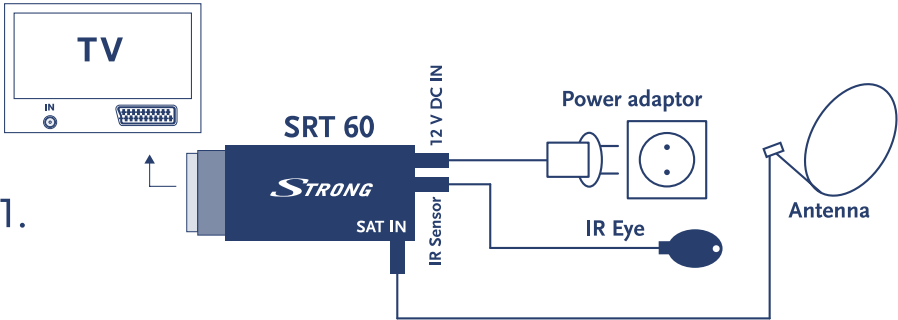 TV
IN
SRT 60
12 V DC IN
Power adaptor
STRONG
1.
SAT IN
IR Sensor
IR Eye
Antenna